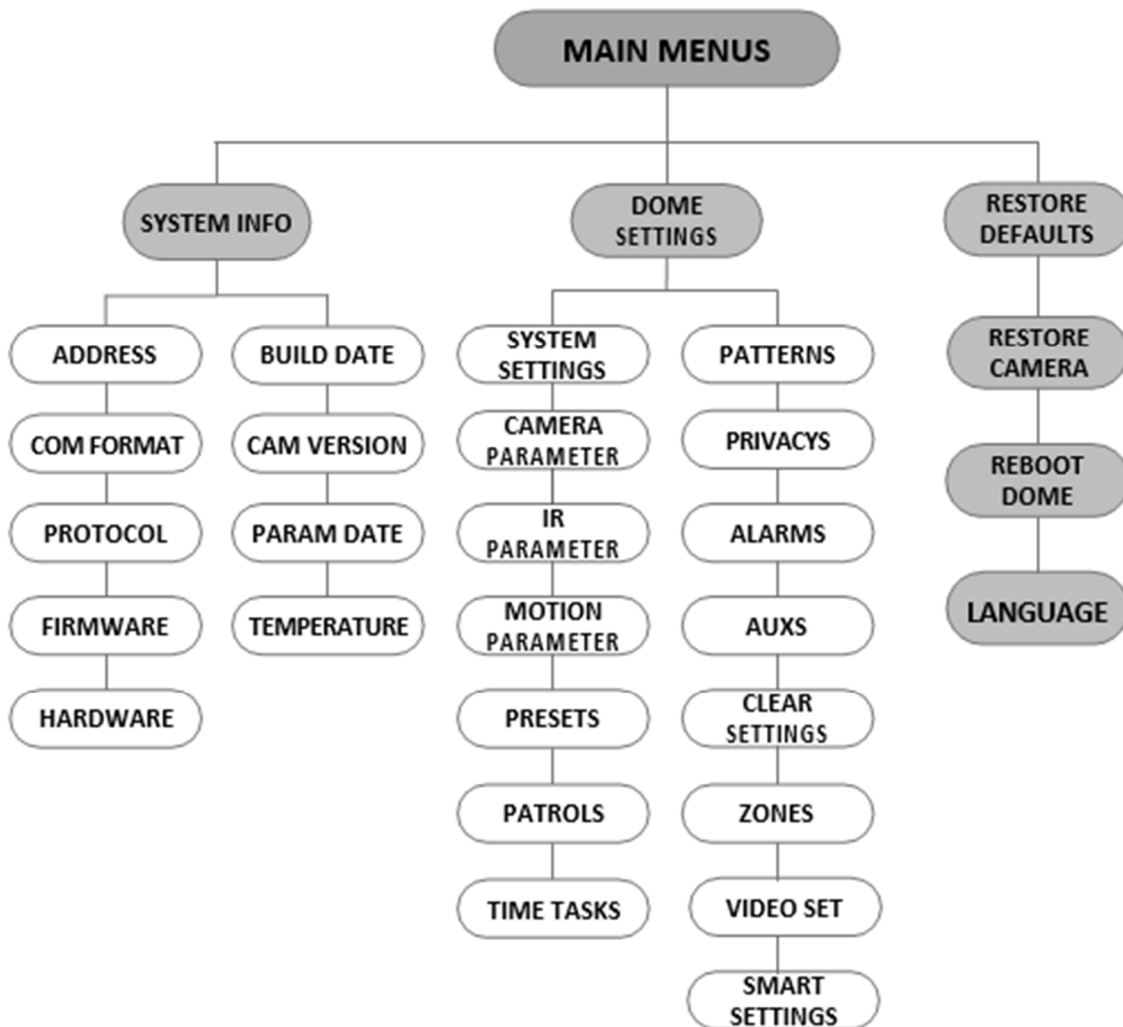 MAIN MENUS
SYSTEM INFO
ADDRESS
COM FORMAT
PROTOCOL
FIRMWARE
HARDWARE
BUILD DATE
CAM VERSION
PARAM DATE
TEMPERATURE
DOME
SETTINGS
SYSTEM
SETTINGS
CAMERA
PARAMETER
IR
PARAMETER
MOTION
PARAMETER
PRESETS
PATROLS
TIME TASKS
PATTERNS
PRIVACYS
ALARMS
AUXS
CLEAR
SETTINGS
ZONES
VIDEO SET
SMART
SETTINGS
RESTORE
DEFAULTS
RESTORE
CAMERA
REBOOT
DOME
LANGUAGE